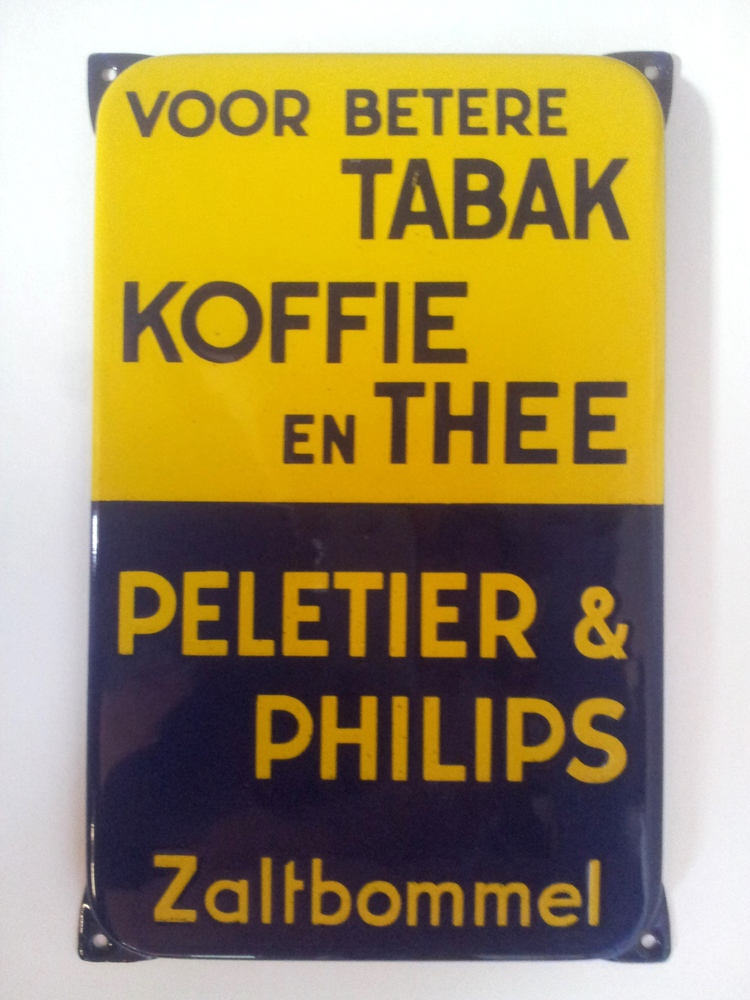 VOOR BETERE
TABAK
KOFFIE
EN THEE
PELETIER &
PHILIPS
Zaltbommel